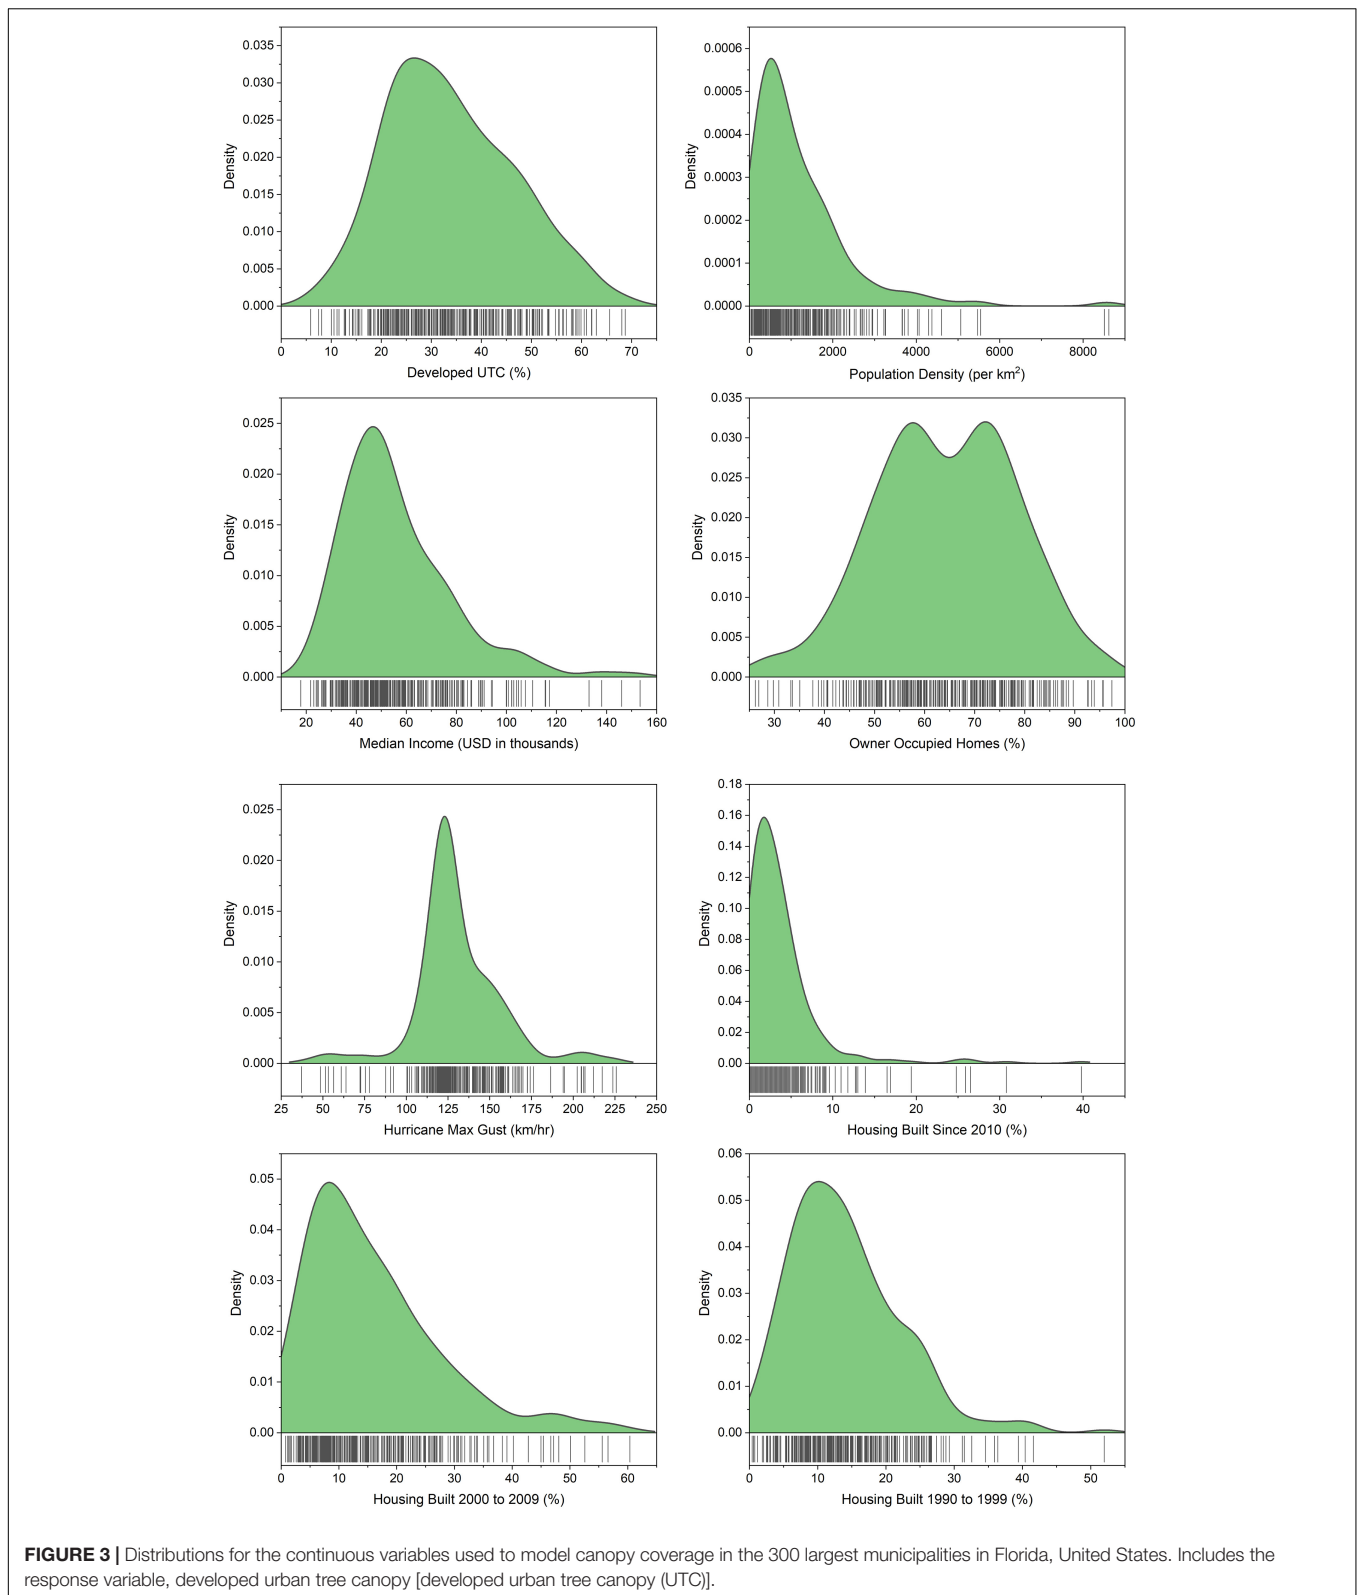 0.035
0.030
0.025
0.020
0.015
0.010
0.005
0.000
Density
0 10 20 30 40 50 60 70
Developed UTC (%)
0.0006
0.0005
0.0004
0.0003
0.0002
0.0001
0.0000
Density
0 2000 4000 6000 8000
Population Density (per km²)
0.025
0.020
0.015
0.010
0.005
0.000
Density
20 40 60 80 100 120 140 160
Median Income (USD in thousands)
0.035
0.030
0.025
0.020
0.015
0.010
0.005
0.000
Density
30 40 50 60 70 80 90 100
Owner Occupied Homes (%)
0.025
0.020
0.015
0.010
0.005
0.000
Density
25 50 75 100 125 150 175 200 225 250
Hurricane Max Gust (km/hr)
0.18
0.16
0.14
0.12
0.10
0.08
0.06
0.04
0.02
0.00
Density
0 10 20 30 40
Housing Built Since 2010 (%)
0.05
0.04
0.03
0.02
0.01
0.00
Density
0 10 20 30 40 50 60
Housing Built 2000 to 2009 (%)
0.06
0.05
0.04
0.03
0.02
0.01
0.00
Density
0 10 20 30 40 50
Housing Built 1990 to 1999 (%)
FIGURE 3 | Distributions for the continuous variables used to model canopy coverage in the 300 largest municipalities in Florida, United States. Includes the
response variable, developed urban tree canopy [developed urban tree canopy (UTC)].